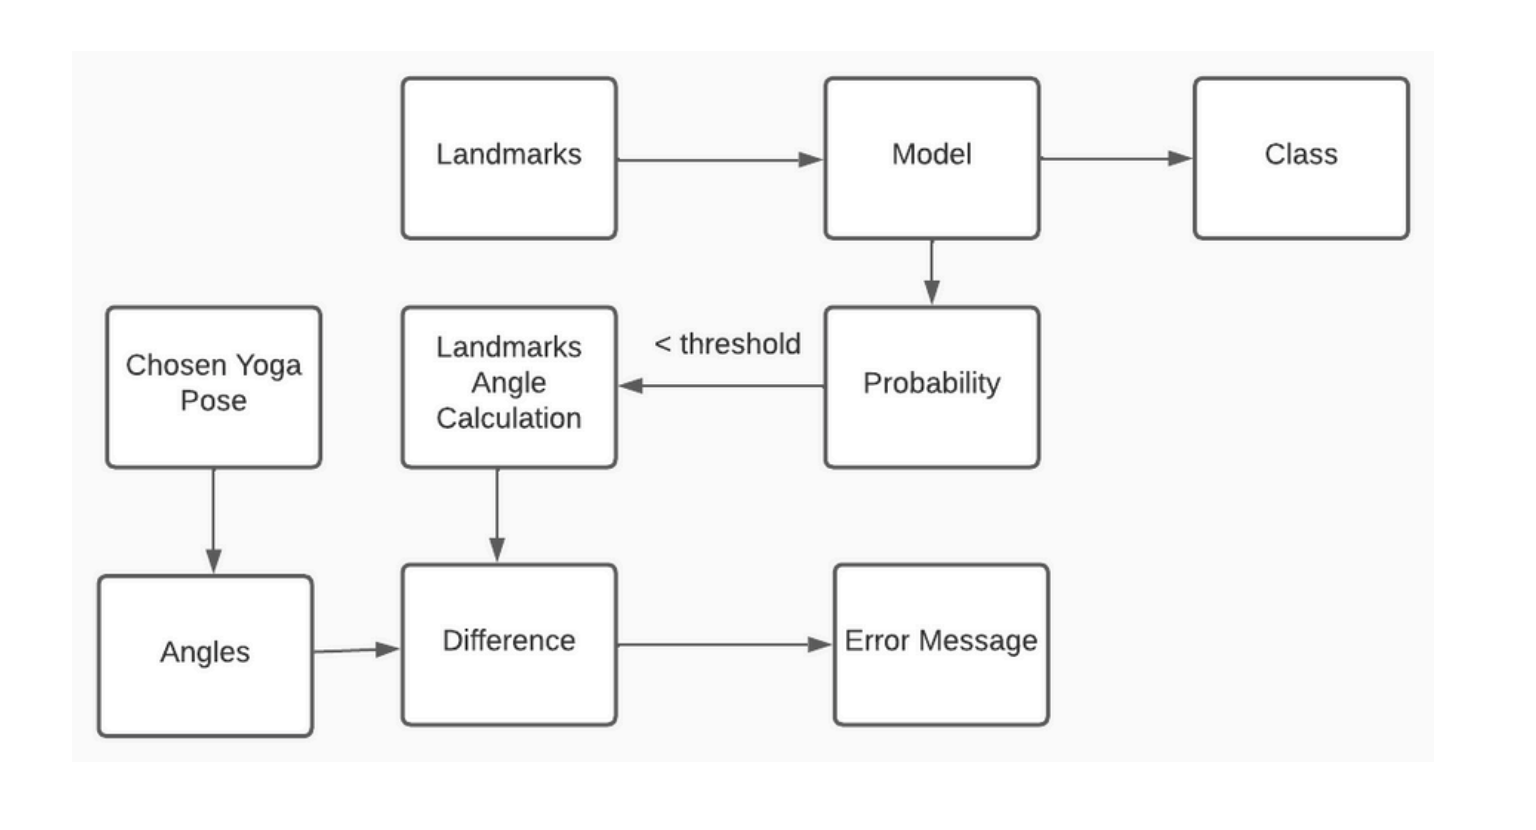 Landmarks
Model
Class
Chosen Yoga
Pose
Landmarks
Angle
Calculation
< threshold
Probability
Angles
Difference
Error Message